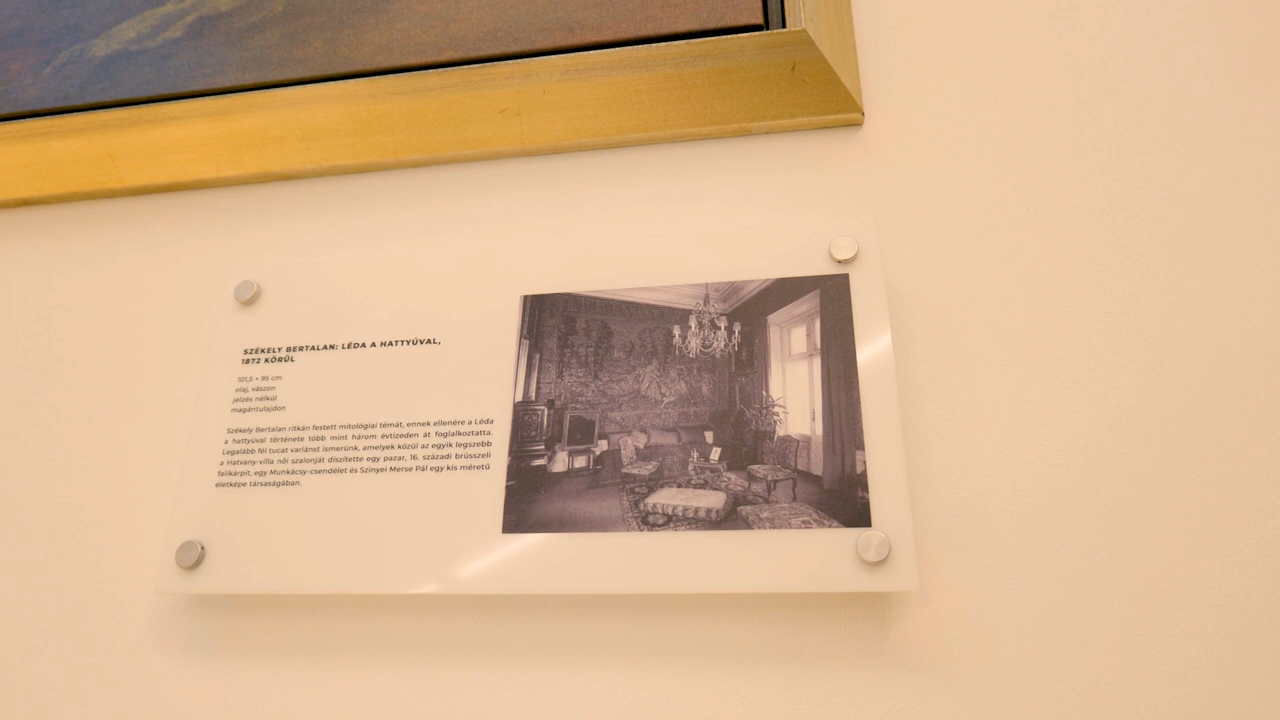 SZÉKELY BERTALAN: LÉDA A HATTYÚVAL,
1872 KÖRÜL
101,5 × 95 cm
olaj, vászon
jelzés nélkül
magántulajdon
Székely Bertalan ritkán festett mitológiai témát, ennek ellenére a Léda
a hattyúval története több mint három évtizeden át foglalkoztatta.
Legalább fél tucat variánst ismerünk, amelyek közül az egyik legszebb
a Hatvany-villa női szalonját díszítette egy pazar, 16. századi brüsszeli
falikárpit, egy Munkácsy-csendélet és Szinyei Merse Pál egy kis méretű
életképe társaságában.